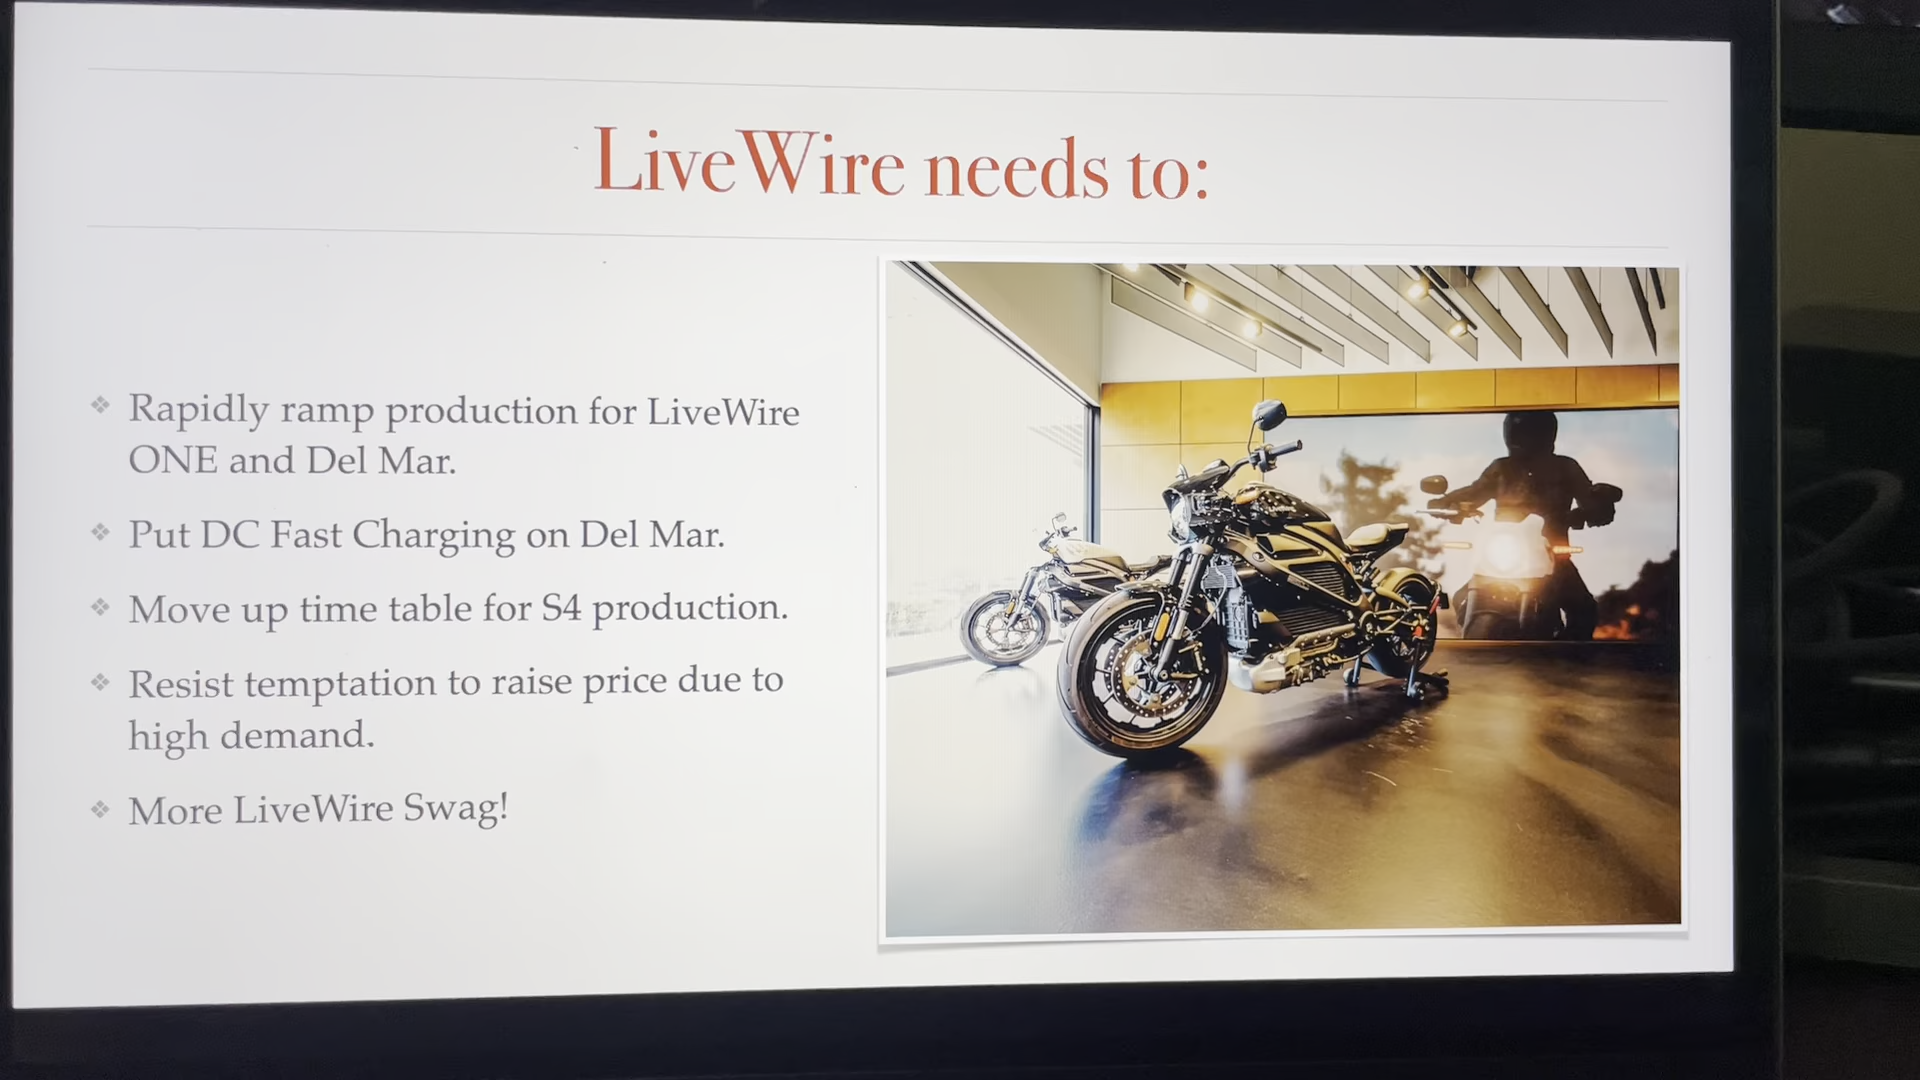 LiveWire needs to:
❖ Rapidly ramp production for LiveWire
ONE and Del Mar.
❖ Put DC Fast Charging on Del Mar.
❖ Move up time table for S4 production.
❖ Resist temptation to raise price due to
high demand.
❖ More LiveWire Swag!